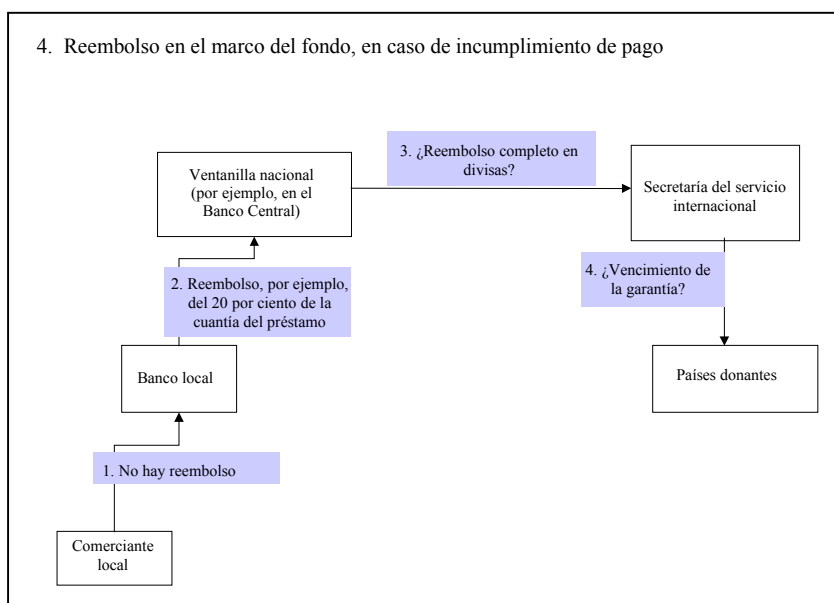 4. Reembolso en el marco del fondo, en caso de incumplimiento de pago
3. ¿Reembolso completo en
divisas?
Ventanilla nacional
(por ejemplo, en el
Banco Central)
Secretaría del servicio
internacional
2. Reembolso, por ejemplo,
del 20 por ciento de la
cuantía del préstamo
4. ¿Vencimiento de
la garantía?
Banco local
Países donantes
1. No hay reembolso
Comerciante
local